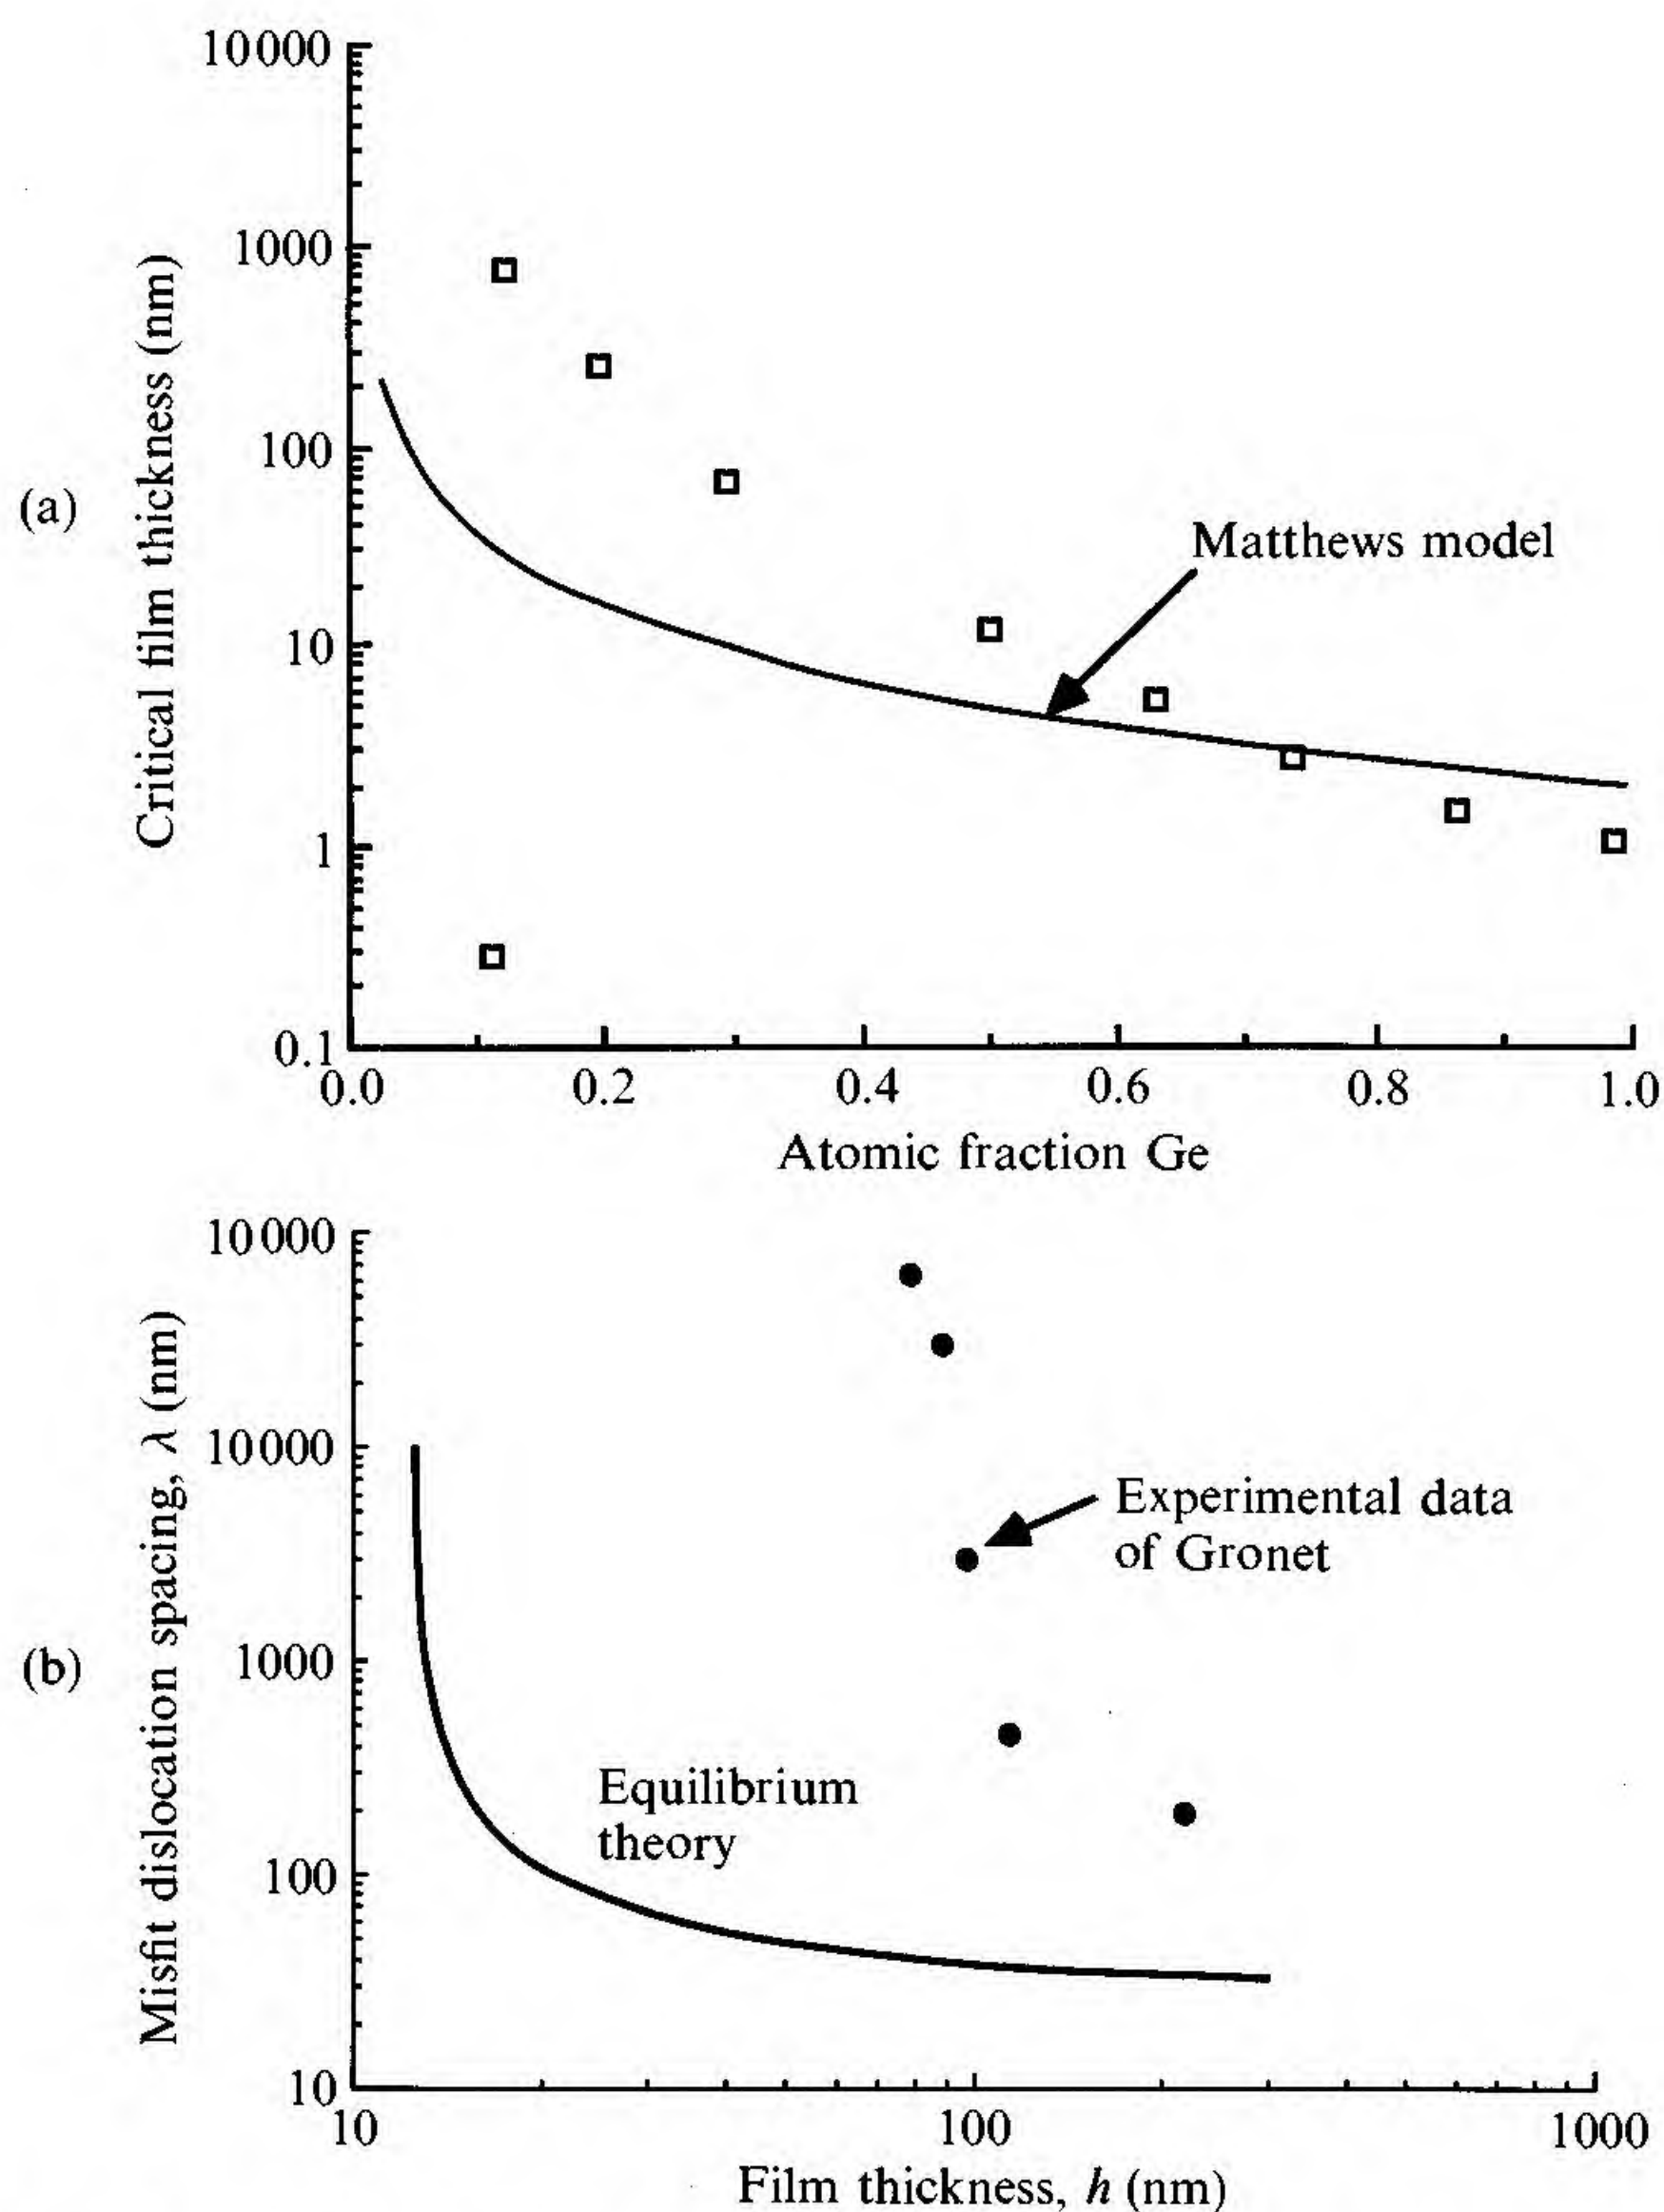 (a)
Critical film thickness (nm)
10000
1000
100
10
1
0.1
Matthews model
0.0 0.2 0.4 0.6 0.8 1.0
Atomic fraction Ge
(b)
Misfit dislocation spacing, λ (nm)
10000
10000
1000
100
10
Experimental data
of Gronet
Equilibrium
theory
10 100 1000
Film thickness, h (nm)